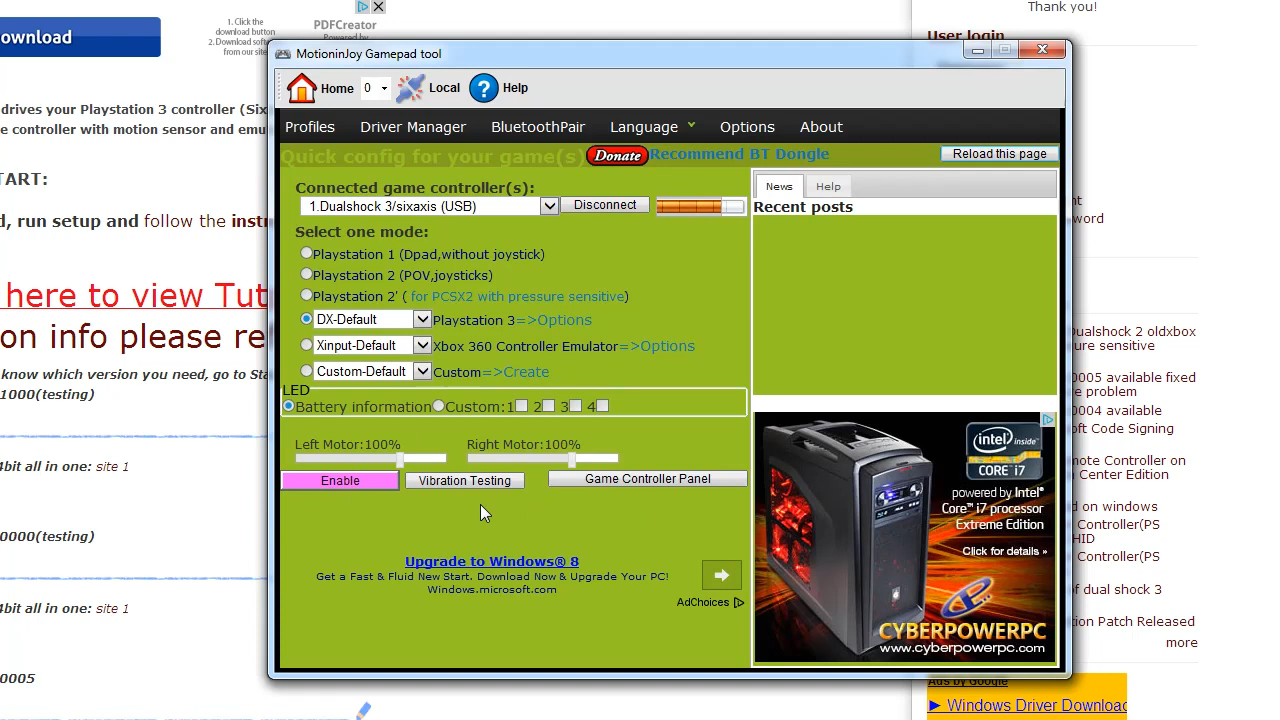 Thank you!
User login
1. Click the
download button
2. Download softw
from our site
PDFCreator
Powered by
ownload
MotioninJoy Gamepad tool
Home 0 Local ? Help
Profiles Driver Manager BluetoothPair Language Options About
Quick config for your game(s) Donate Recommend BT Dongle Reload this page
Connected game controller(s):
1.Dualshock 3/sixaxis (USB) Disconnect
Select one mode:
Playstation 1 (Dpad,without joystick)
Playstation 2 (POV,joysticks)
Playstation 2' ( for PCSX2 with pressure sensitive)
DX-Default Playstation 3=>Options
Xinput-Default Xbox 360 Controller Emulator=>Options
Custom-Default Custom=>Create
LED
Battery information Custom:1 2 3 4
Left Motor:100% Right Motor:100%
Enable Vibration Testing Game Controller Panel
Upgrade to Windows® 8
Get a Fast & Fluid New Start. Download Now & Upgrade Your PC!
Windows.microsoft.com
AdChoices
News Help
Recent posts
intel inside™
CORE i7
powered by Intel®
Core™ i7 processor
Extreme Edition
Click for details »
CYBERPOWERPC
www.cyberpowerpc.com
drives your Playstation 3 controller (Six
e controller with motion sensor and emu
TART:
d, run setup and follow the instr
here to view Tut
on info please re
know which version you need, go to Sta
1000(testing)
4bit all in one: site 1
0000(testing)
4bit all in one: site 1
0005
nt
word
Dualshock 2 oldxbox
ure sensitive
0005 available fixed
e problem
0004 available
oft Code Signing
mote Controller on
n Center Edition
d on windows
Controller(PS
HID
Controller(PS
of dual shock 3
tion Patch Released
more
Ads by Google
Windows Driver Download